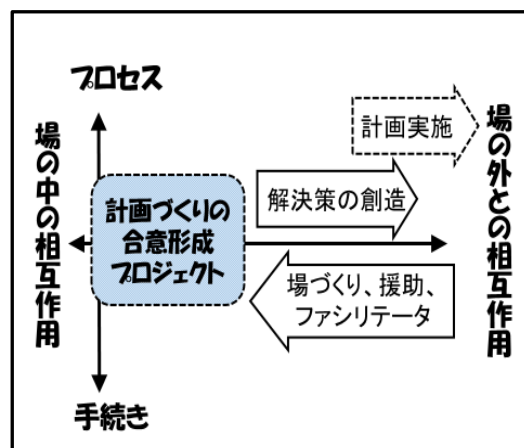 プロセス
計画実施
場の中の相互作用
場の外との相互作用
計画づくりの
合意形成
プロジェクト
解決策の創造
場づくり、援助、
ファシリテータ
手続き